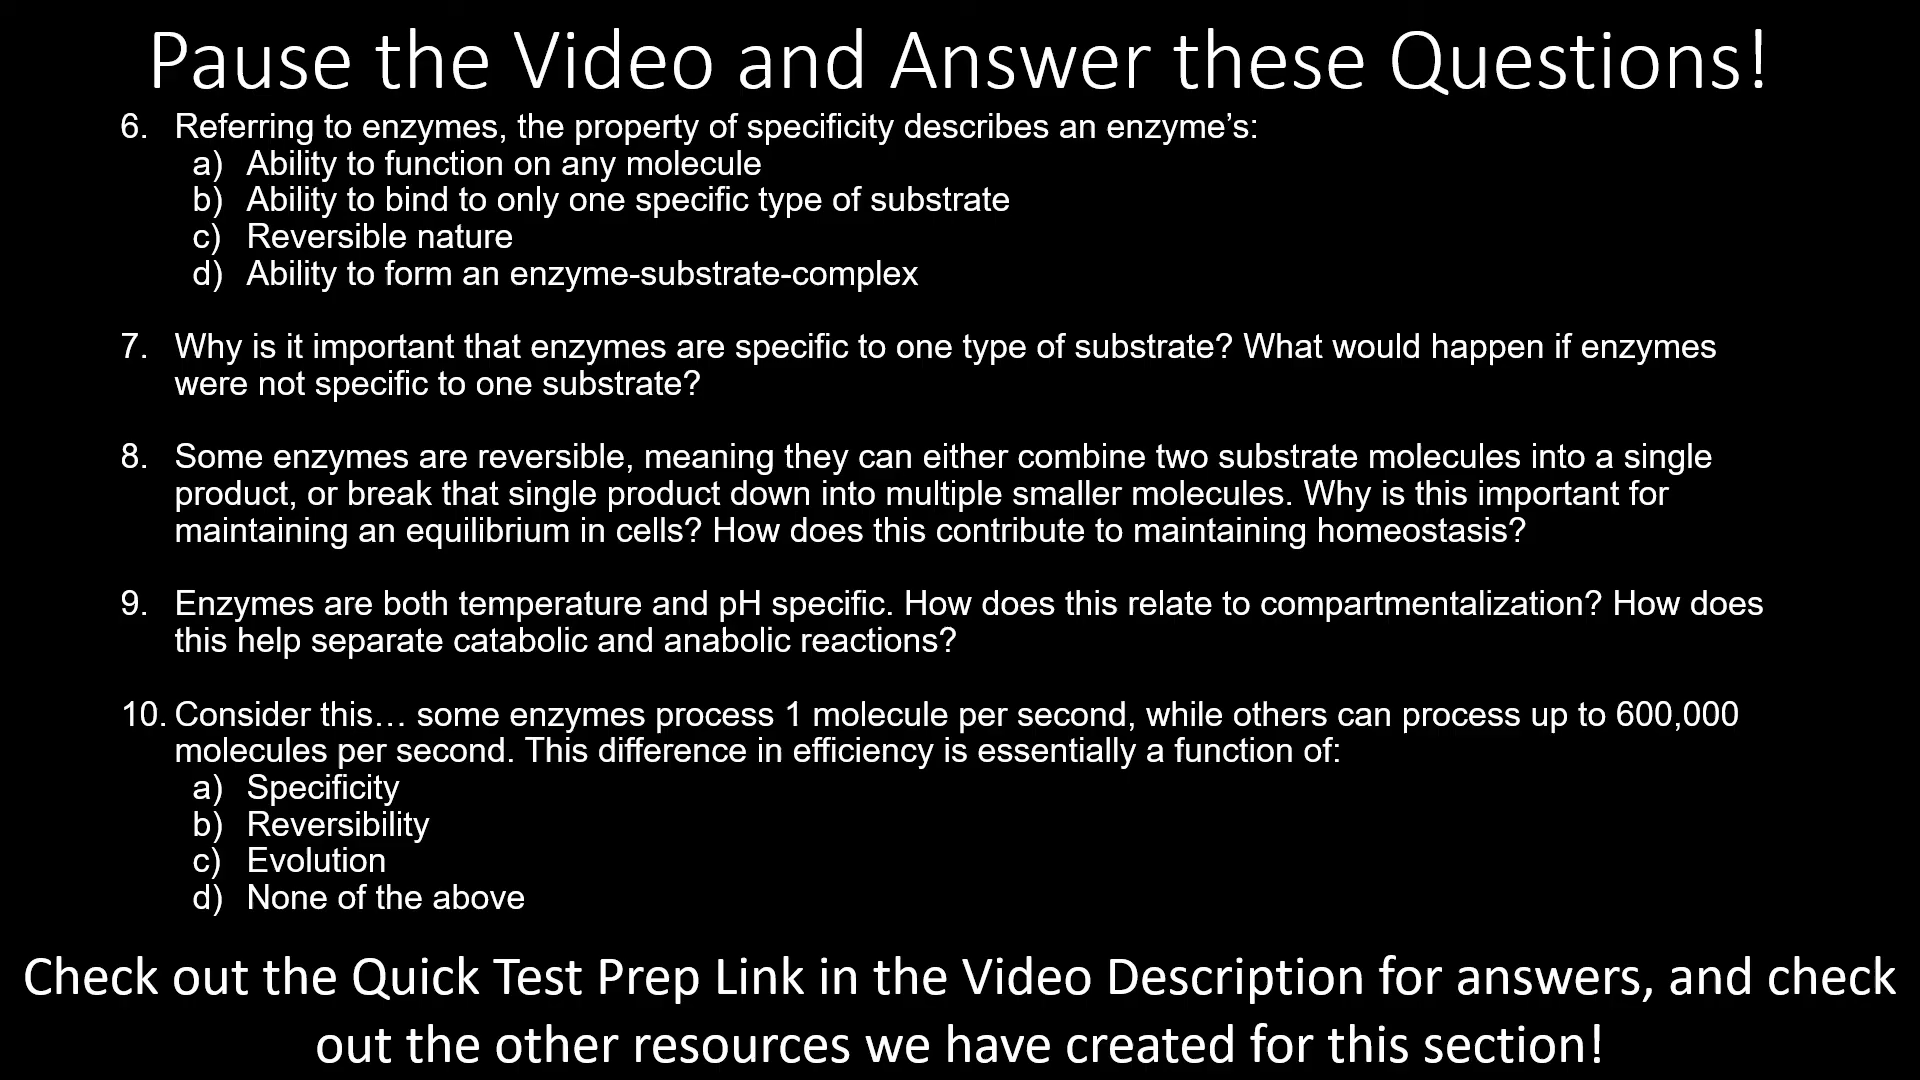 Pause the Video and Answer these Questions!
6. Referring to enzymes, the property of specificity describes an enzyme’s:
a) Ability to function on any molecule
b) Ability to bind to only one specific type of substrate
c) Reversible nature
d) Ability to form an enzyme-substrate-complex
7. Why is it important that enzymes are specific to one type of substrate? What would happen if enzymes
were not specific to one substrate?
8. Some enzymes are reversible, meaning they can either combine two substrate molecules into a single
product, or break that single product down into multiple smaller molecules. Why is this important for
maintaining an equilibrium in cells? How does this contribute to maintaining homeostasis?
9. Enzymes are both temperature and pH specific. How does this relate to compartmentalization? How does
this help separate catabolic and anabolic reactions?
10. Consider this… some enzymes process 1 molecule per second, while others can process up to 600,000
molecules per second. This difference in efficiency is essentially a function of:
a) Specificity
b) Reversibility
c) Evolution
d) None of the above
Check out the Quick Test Prep Link in the Video Description for answers, and check
out the other resources we have created for this section!